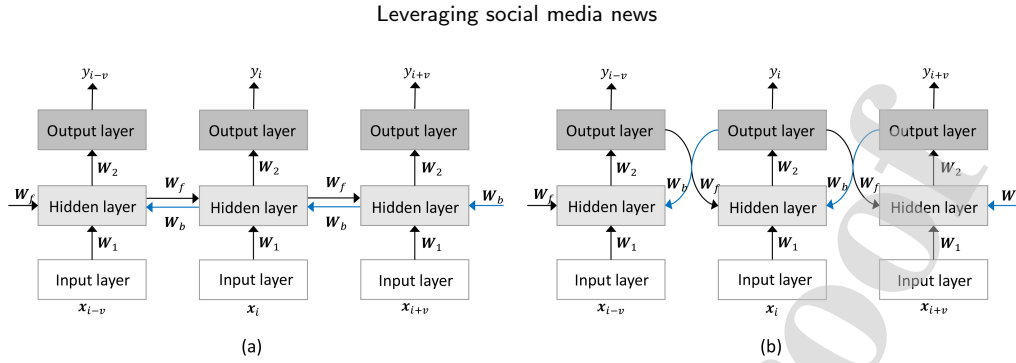 Leveraging social media news
y_{i-v} y_i y_{i+v} y_{i-v} y_i y_{i+v}
Output layer Output layer Output layer Output layer Output layer Output layer
W_2 W_2 W_2 W_2 W_2 W_2
W_f W_f W_f W_f W_b W_f W_b W_f
Hidden layer Hidden layer Hidden layer Hidden layer Hidden layer Hidden layer
W_b W_b W_b W
W_1 W_1 W_1 W_1 W_1 W_1
Input layer Input layer Input layer Input layer Input layer Input layer
x_{i-v} x_i x_{i+v} x_{i-v} x_i x_{i+v}
(a) (b)